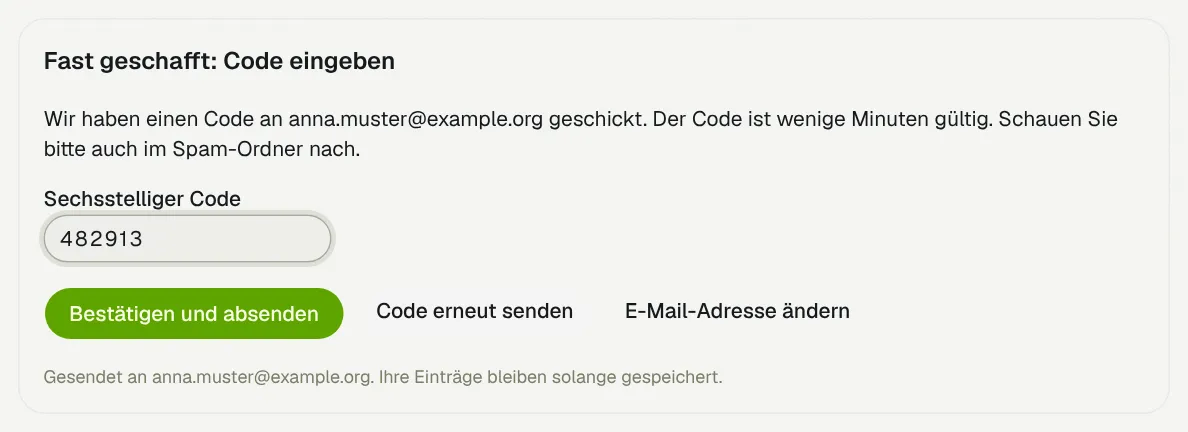 Fast geschafft: Code eingeben
Wir haben einen Code an anna.muster@example.org geschickt. Der Code ist wenige Minuten gültig. Schauen Sie
bitte auch im Spam-Ordner nach.
Sechsstelliger Code
482913
Bestätigen und absenden
Code erneut senden
E-Mail-Adresse ändern
Gesendet an anna.muster@example.org. Ihre Einträge bleiben solange gespeichert.